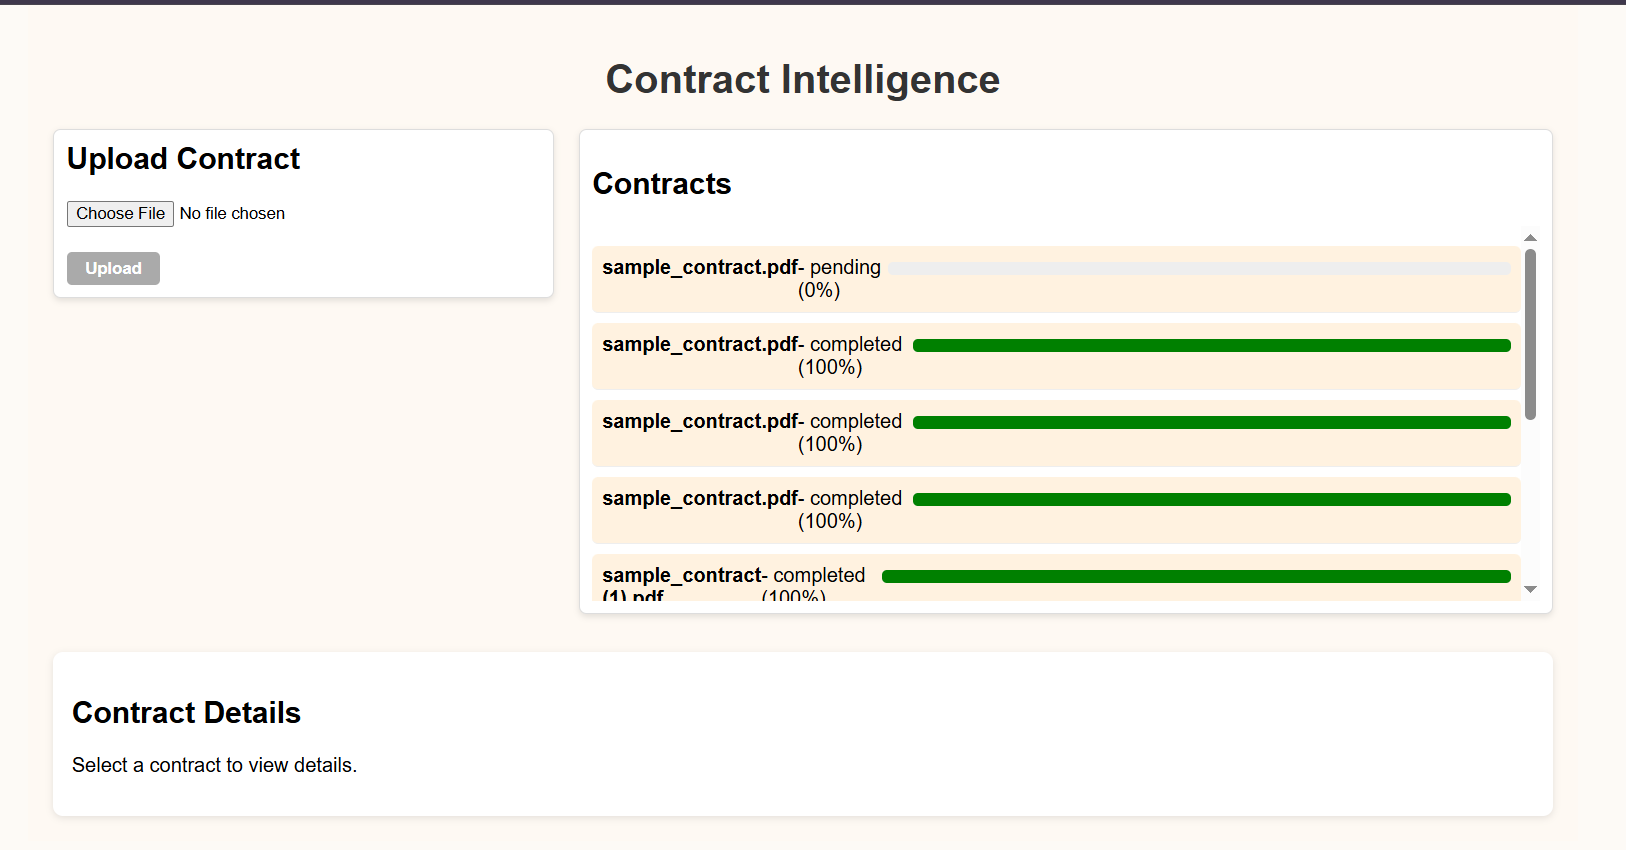 Contract Intelligence
Upload Contract
Choose File No file chosen
Upload
Contracts
sample_contract.pdf- pending
(0%)
sample_contract.pdf- completed
(100%)
sample_contract.pdf- completed
(100%)
sample_contract.pdf- completed
(100%)
sample_contract- completed
(1).pdf (100%)
Contract Details
Select a contract to view details.